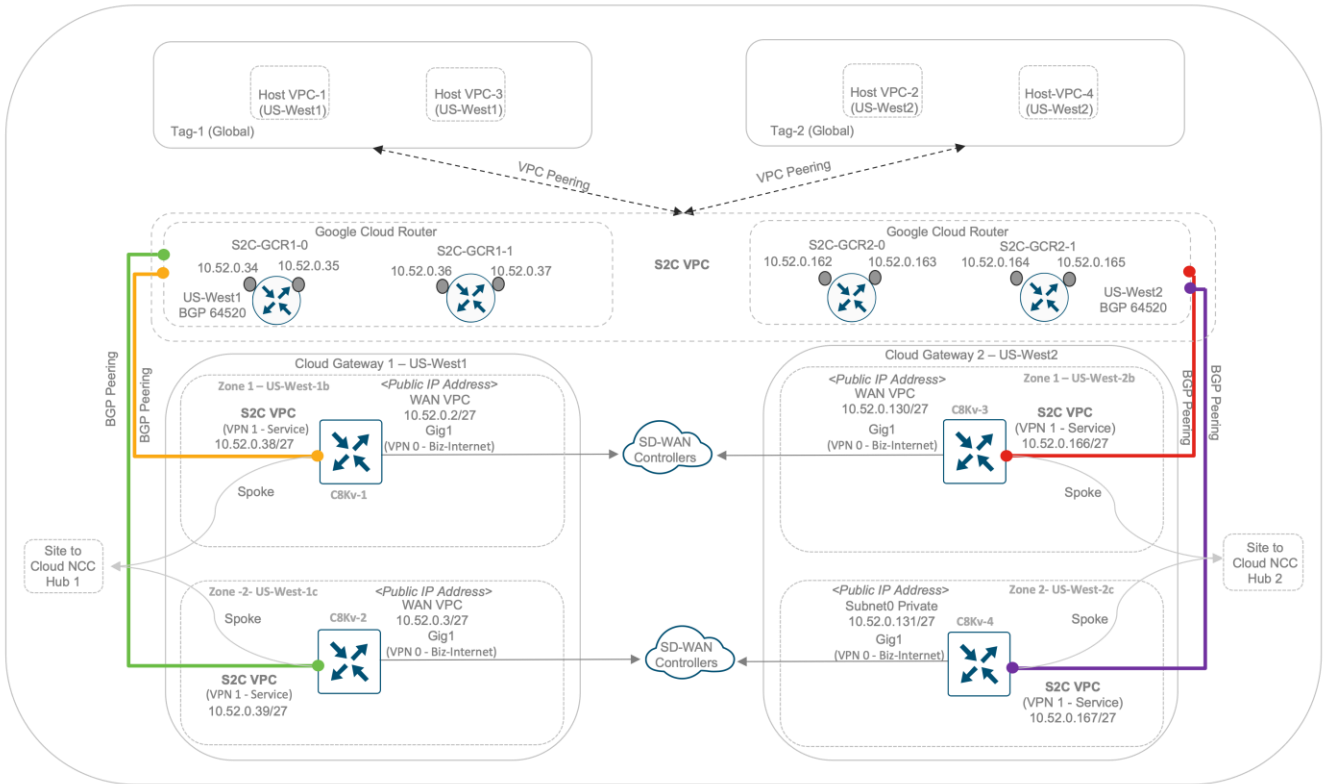 Host VPC-1
(US-West1)
Host VPC-3
(US-West1)
Tag-1 (Global)
Host VPC-2
(US-West2)
Host-VPC-4
(US-West2)
Tag-2 (Global)
VPC Peering
VPC Peering
Google Cloud Router
S2C-GCR1-0
10.52.0.34
10.52.0.35
S2C-GCR1-1
10.52.0.36
10.52.0.37
US-West1
BGP 64520
S2C VPC
Google Cloud Router
S2C-GCR2-0
10.52.0.162
10.52.0.163
S2C-GCR2-1
10.52.0.164
10.52.0.165
US-West2
BGP 64520
BGP Peering
BGP Peering
BGP Peering
BGP Peering
Cloud Gateway 1 – US-West1
Zone 1 – US-West-1b
<Public IP Address>
WAN VPC
10.52.0.2/27
Gig1
(VPN 0 - Biz-Internet)
S2C VPC
(VPN 1 - Service)
10.52.0.38/27
C8Kv-1
Spoke
SD-WAN
Controllers
Cloud Gateway 2 – US-West2
<Public IP Address>
WAN VPC
10.52.0.130/27
Gig1
(VPN 0 - Biz-Internet)
Zone 1 – US-West-2b
C8Kv-3
S2C VPC
(VPN 1 - Service)
10.52.0.166/27
Spoke
Site to
Cloud NCC
Hub 1
Site to
Cloud NCC
Hub 2
Zone -2- US-West-1c
<Public IP Address>
WAN VPC
10.52.0.3/27
Gig1
(VPN 0 - Biz-Internet)
Spoke
C8Kv-2
S2C VPC
(VPN 1 - Service)
10.52.0.39/27
SD-WAN
Controllers
<Public IP Address>
Subnet0 Private
10.52.0.131/27
Gig1
(VPN 0 - Biz-Internet)
Zone 2- US-West-2c
C8Kv-4
Spoke
S2C VPC
(VPN 1 - Service)
10.52.0.167/27